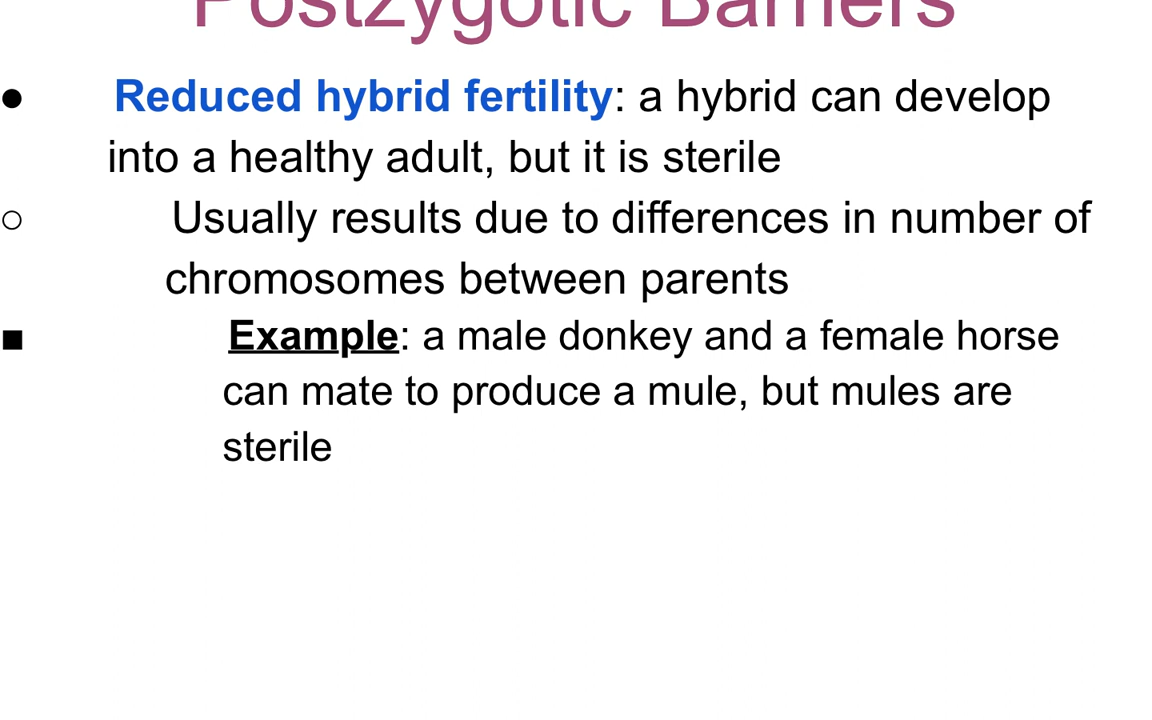 Postzygotic Barriers
● Reduced hybrid fertility: a hybrid can develop
into a healthy adult, but it is sterile
○ Usually results due to differences in number of
chromosomes between parents
■ Example: a male donkey and a female horse
can mate to produce a mule, but mules are
sterile